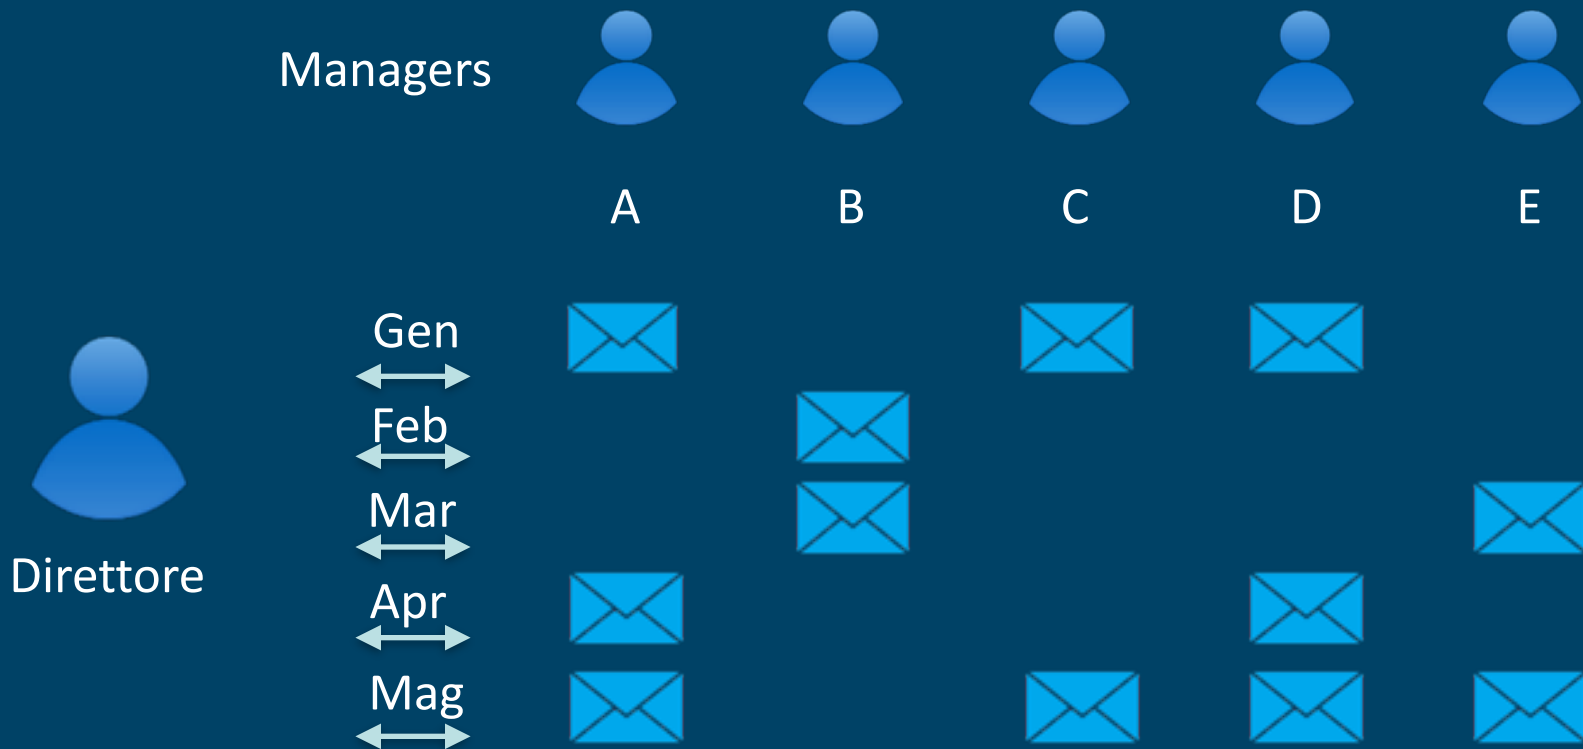 Managers
A B C D E
Gen
Feb
Mar
Direttore
Apr
Mag